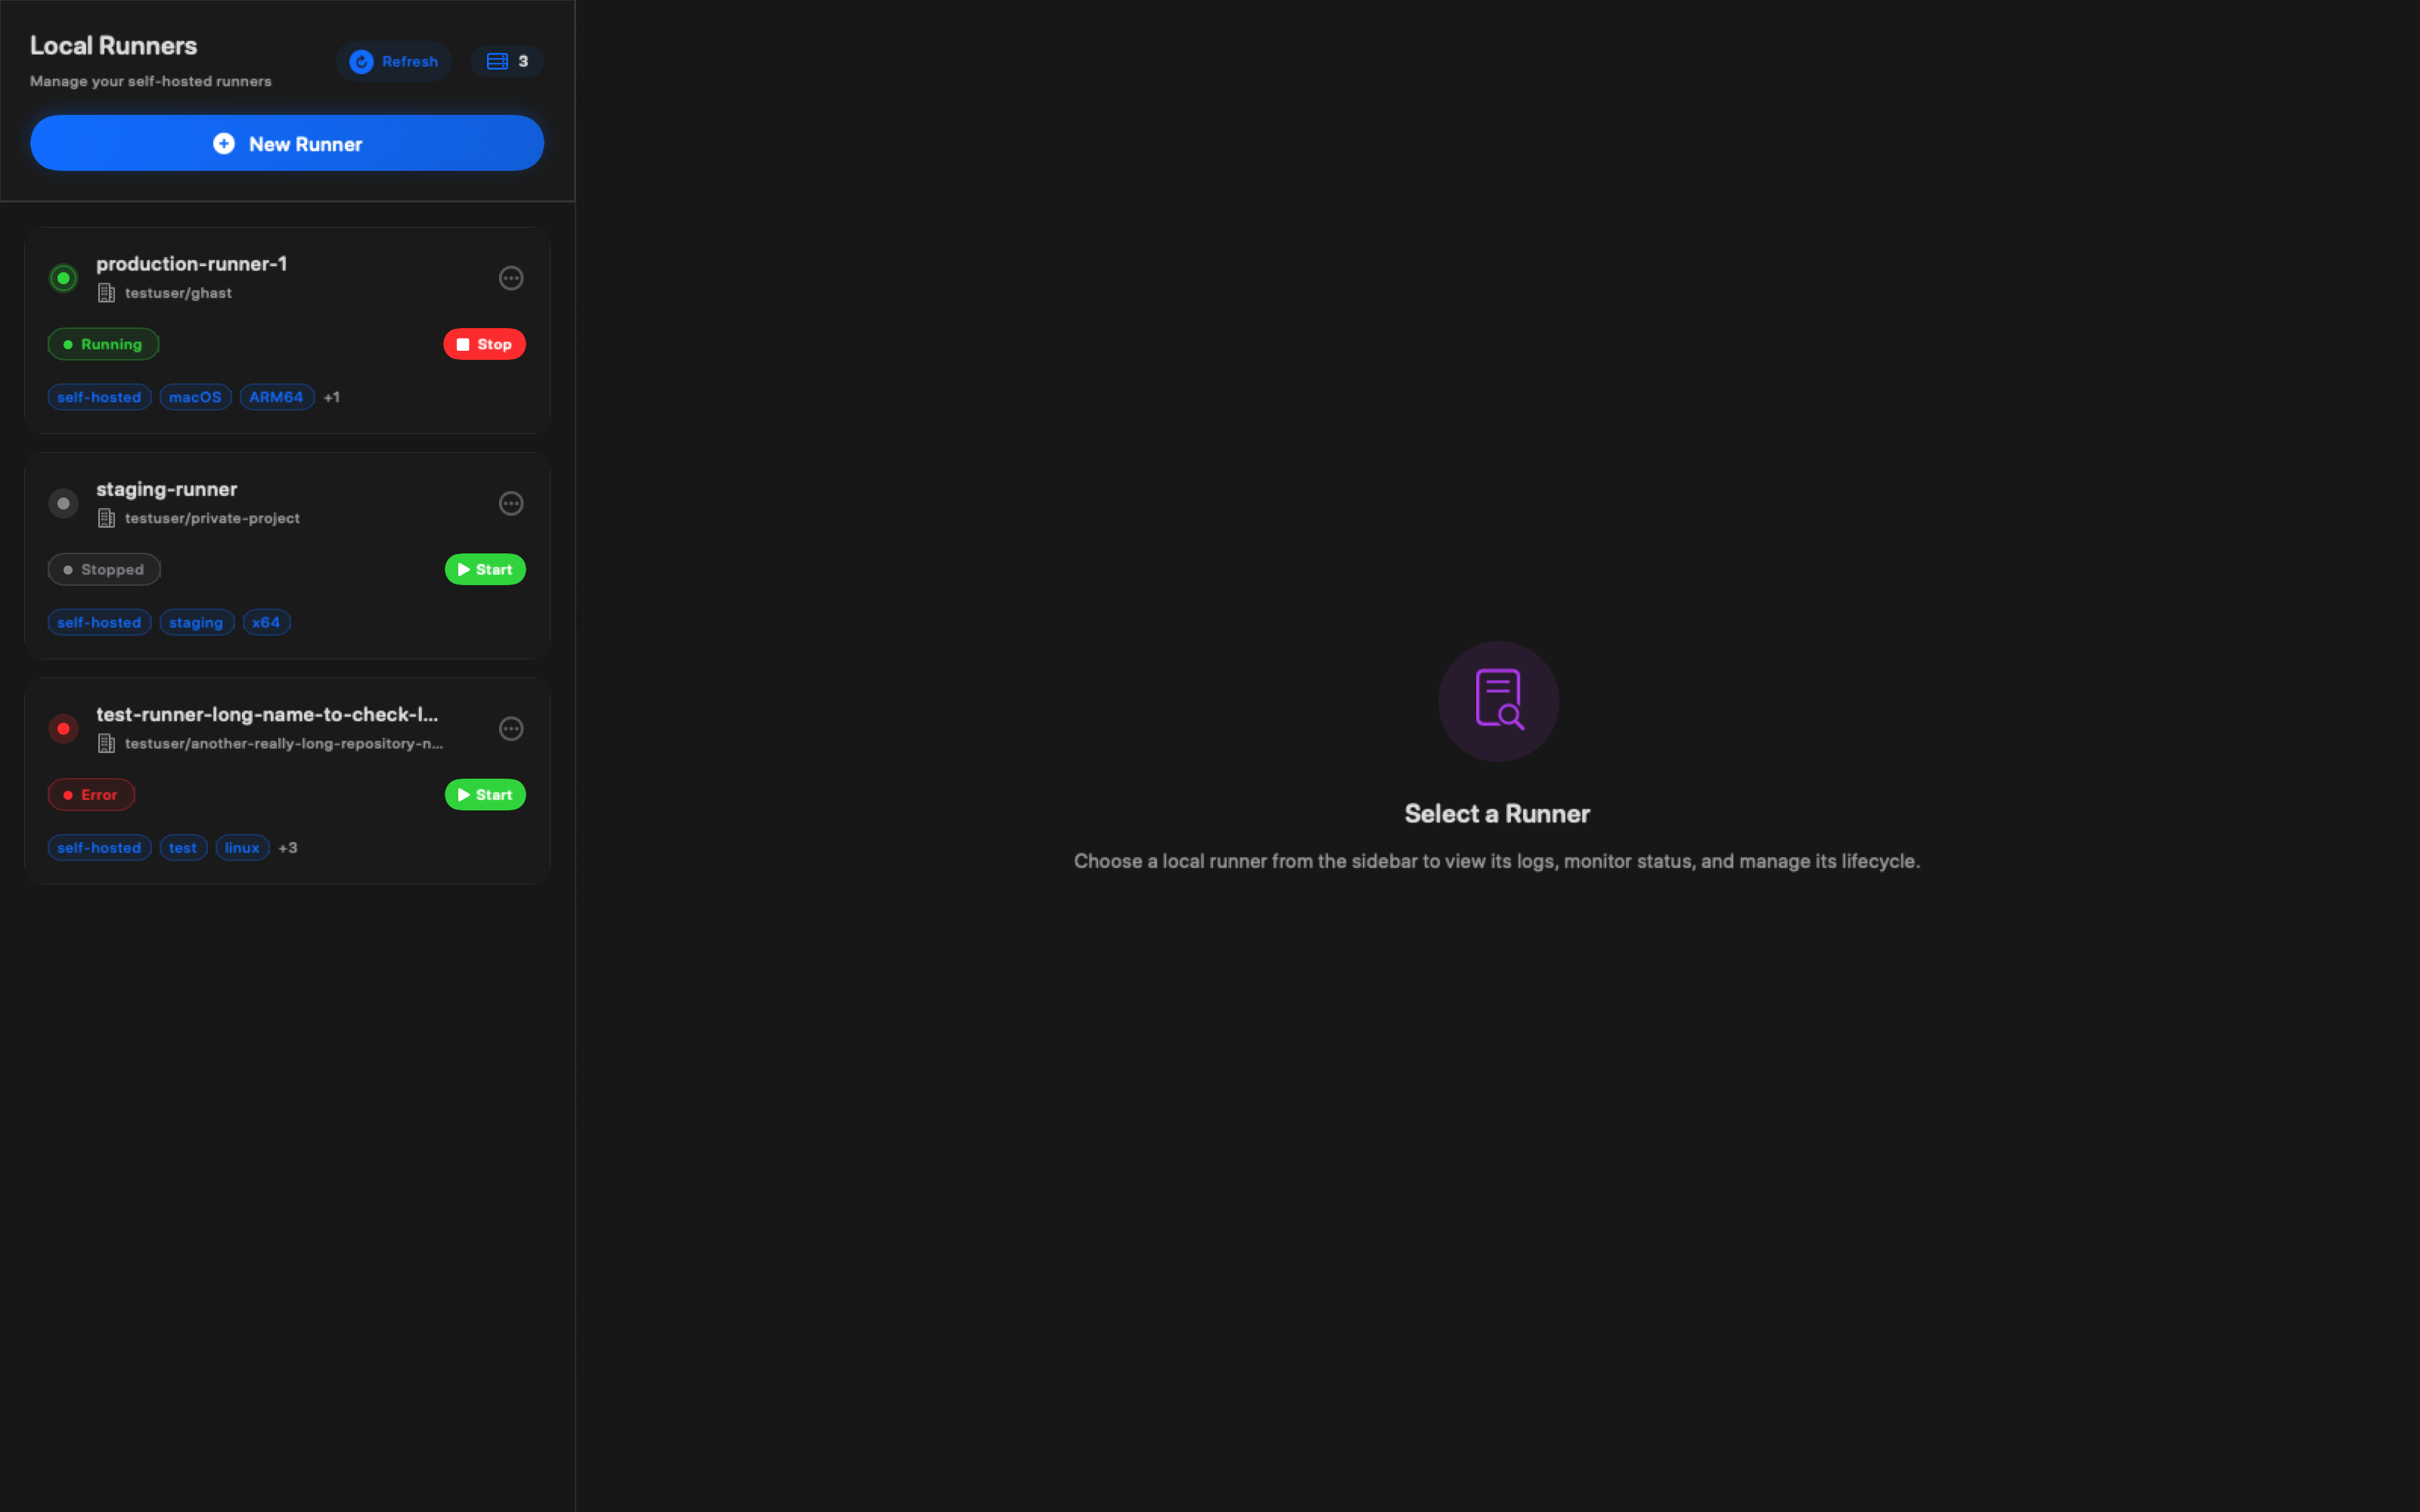 Local Runners
Manage your self-hosted runners
Refresh
3
New Runner
production-runner-1
testuser/ghast
Running
Stop
self-hosted macOS ARM64 +1
staging-runner
testuser/private-project
Stopped
Start
self-hosted staging x64
test-runner-long-name-to-check-l...
testuser/another-really-long-repository-n...
Error
Start
self-hosted test linux +3
Select a Runner
Choose a local runner from the sidebar to view its logs, monitor status, and manage its lifecycle.